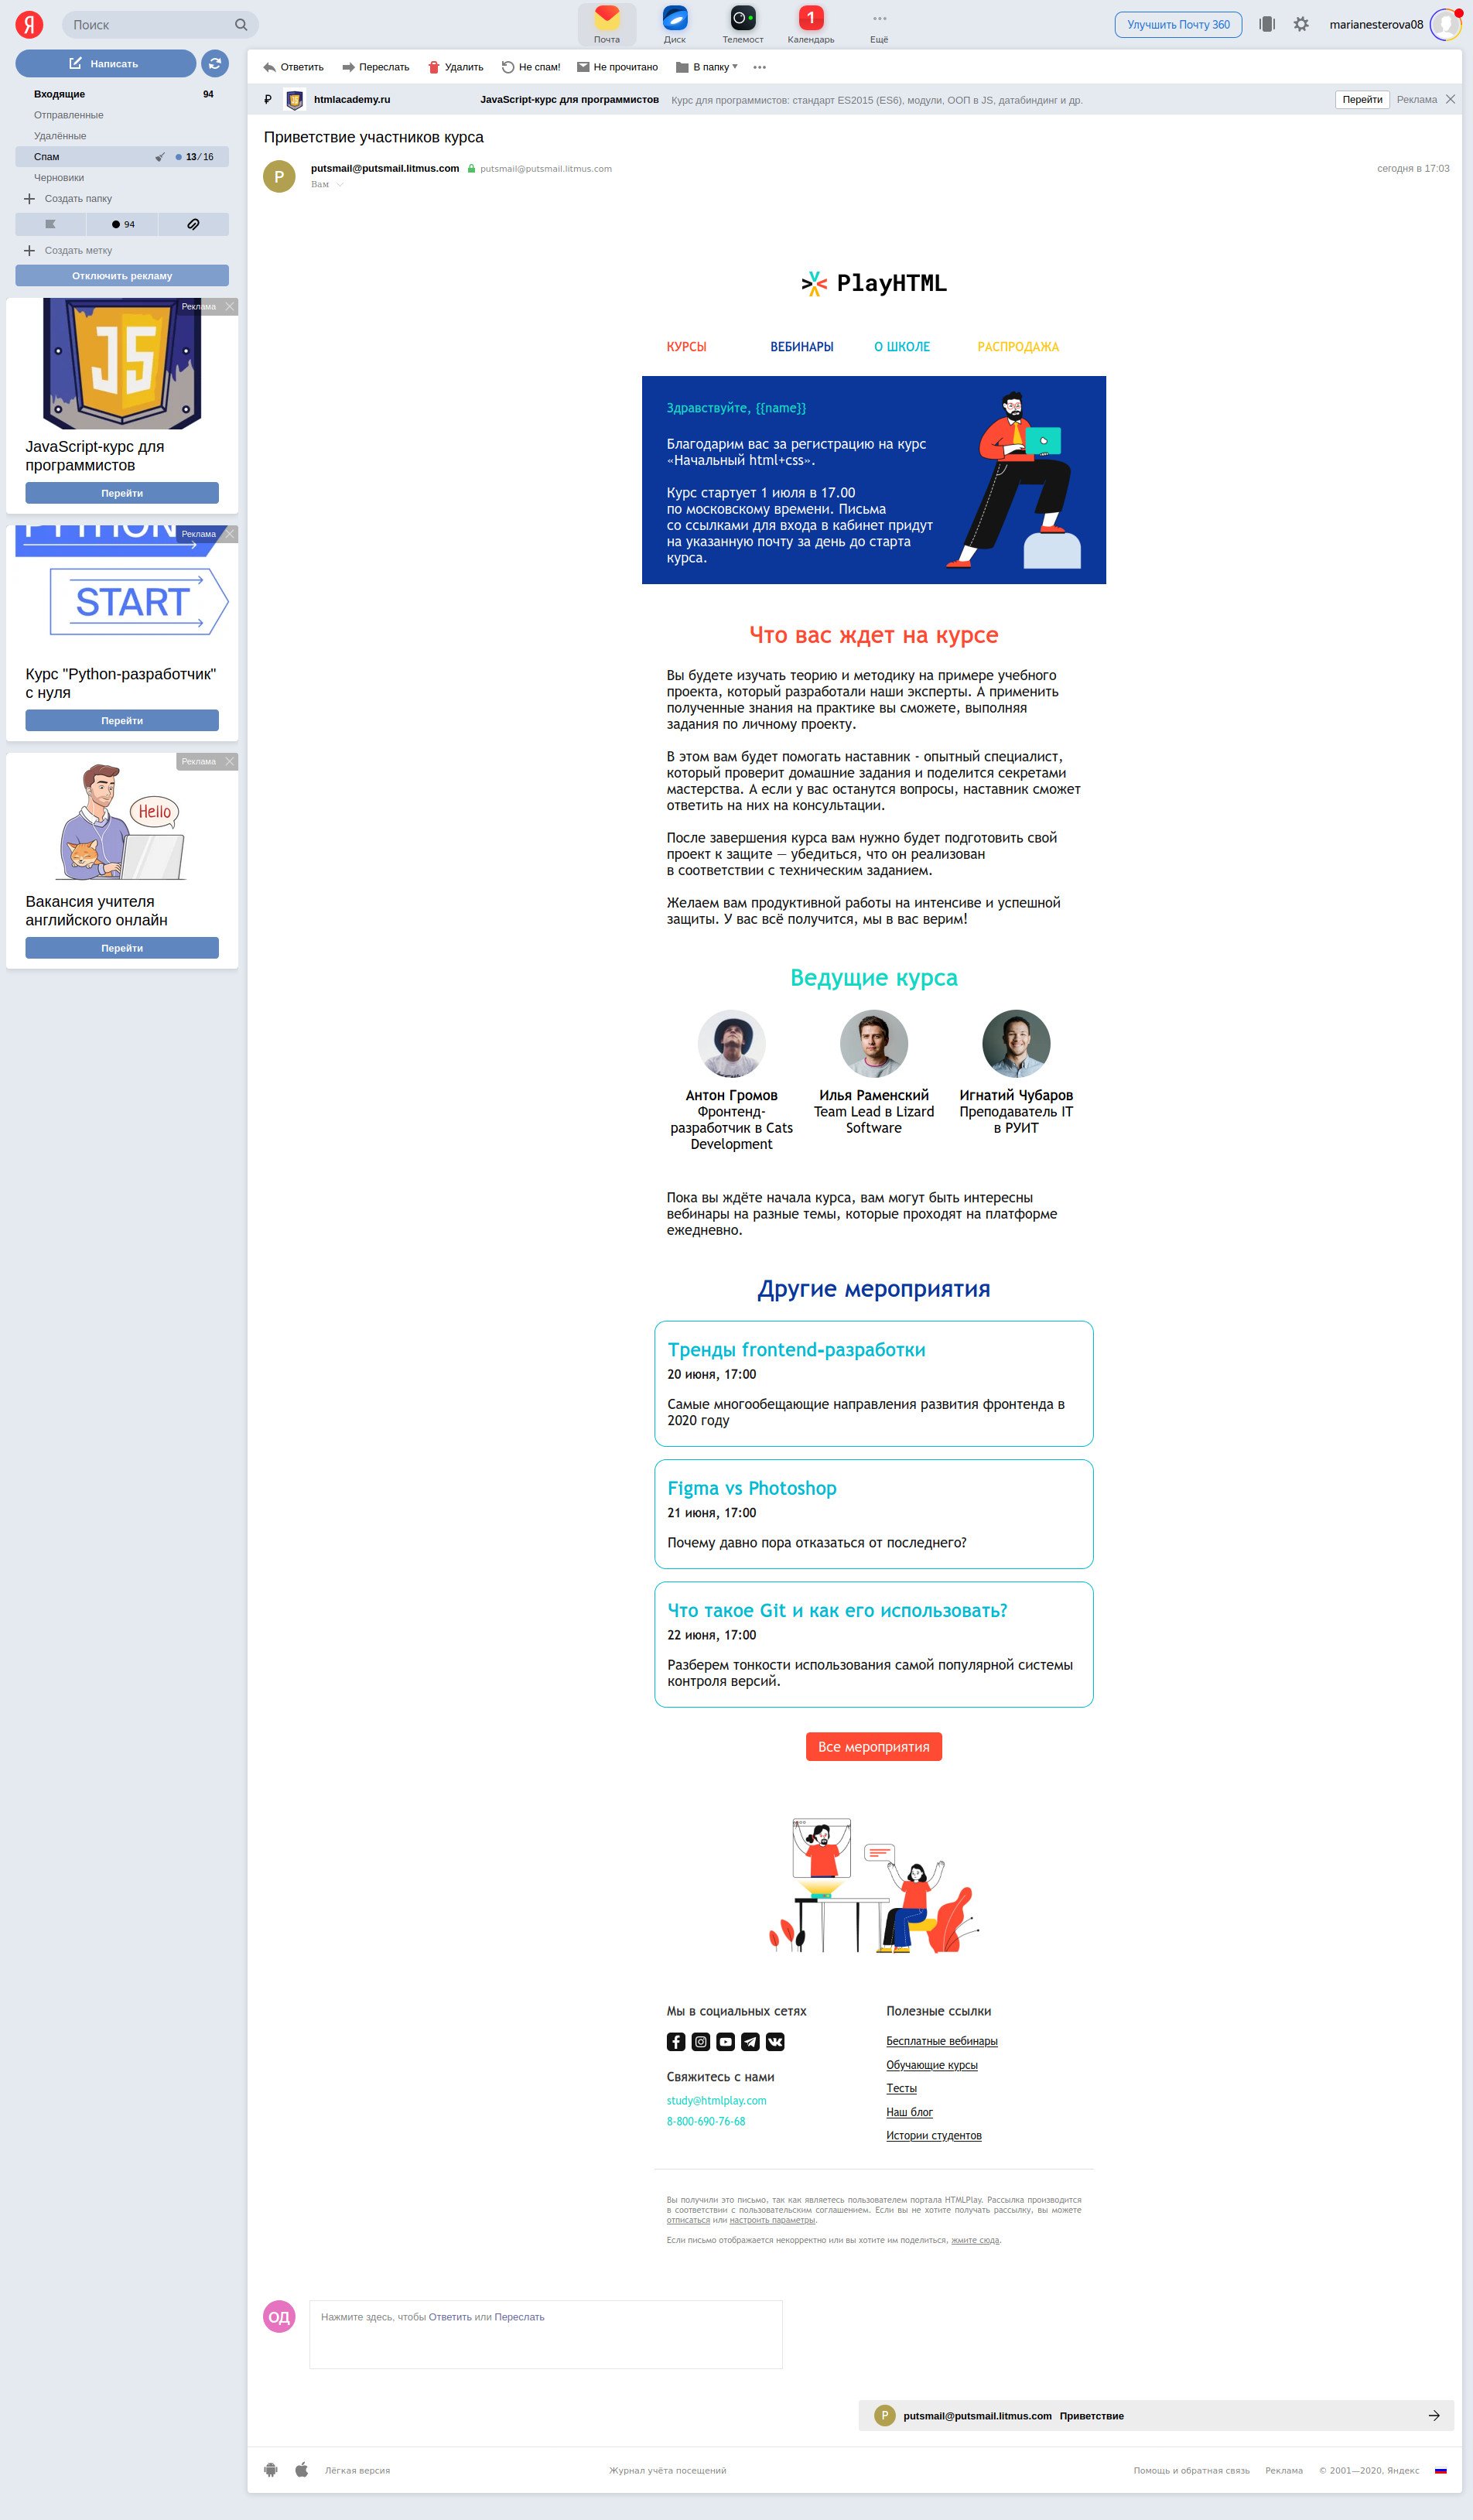 Я
Поиск
Почта
Диск
Телемост
1
Календарь
Ещё
Улучшить Почту 360
marianesterova08
Написать
Входящие 94
Отправленные
Удалённые
Спам 13 / 16
Черновики
Создать папку
94
Создать метку
Отключить рекламу
Реклама
JS
JavaScript-курс для
программистов
Перейти
PYTHON
Реклама
START
Курс "Python-разработчик"
с нуля
Перейти
Реклама
Hello
Вакансия учителя
английского онлайн
Перейти
Ответить
Переслать
Удалить
Не спам!
Не прочитано
В папку
₽ htmlacademy.ru JavaScript-курс для программистов Курс для программистов: стандарт ES2015 (ES6), модули, ООП в JS, датабиндинг и др. Перейти Реклама
Приветствие участников курса
P
putsmail@putsmail.litmus.com putsmail@putsmail.litmus.com сегодня в 17:03
Вам
PlayHTML
КУРСЫ ВЕБИНАРЫ О ШКОЛЕ РАСПРОДАЖА
Здравствуйте, {{name}}
Благодарим вас за регистрацию на курс
«Начальный html+css».
Курс стартует 1 июля в 17.00
по московскому времени. Письма
со ссылками для входа в кабинет придут
на указанную почту за день до старта
курса.
Что вас ждет на курсе
Вы будете изучать теорию и методику на примере учебного
проекта, который разработали наши эксперты. А применить
полученные знания на практике вы сможете, выполняя
задания по личному проекту.
В этом вам будет помогать наставник - опытный специалист,
который проверит домашние задания и поделится секретами
мастерства. А если у вас останутся вопросы, наставник сможет
ответить на них на консультации.
После завершения курса вам нужно будет подготовить свой
проект к защите — убедиться, что он реализован
в соответствии с техническим заданием.
Желаем вам продуктивной работы на интенсиве и успешной
защиты. У вас всё получится, мы в вас верим!
Ведущие курса
Антон Громов
Фронтенд-
разработчик в Cats
Development
Илья Раменский
Team Lead в Lizard
Software
Игнатий Чубаров
Преподаватель IT
в РУИТ
Пока вы ждёте начала курса, вам могут быть интересны
вебинары на разные темы, которые проходят на платформе
ежедневно.
Другие мероприятия
Тренды frontend-разработки
20 июня, 17:00
Самые многообещающие направления развития фронтенда в
2020 году
Figma vs Photoshop
21 июня, 17:00
Почему давно пора отказаться от последнего?
Что такое Git и как его использовать?
22 июня, 17:00
Разберем тонкости использования самой популярной системы
контроля версий.
Все мероприятия
Мы в социальных сетях
Свяжитесь с нами
study@htmlplay.com
8-800-690-76-68
Полезные ссылки
Бесплатные вебинары
Обучающие курсы
Тесты
Наш блог
Истории студентов
Вы получили это письмо, так как являетесь пользователем портала HTMLPlay. Рассылка производится
в соответствии с пользовательским соглашением. Если вы не хотите получать рассылку, вы можете
отписаться или настроить параметры.
Если письмо отображается некорректно или вы хотите им поделиться, жмите сюда.
ОД
Нажмите здесь, чтобы Ответить или Переслать
P putsmail@putsmail.litmus.com Приветствие
Лёгкая версия
Журнал учёта посещений
Помощь и обратная связь
Реклама
© 2001—2020, Яндекс